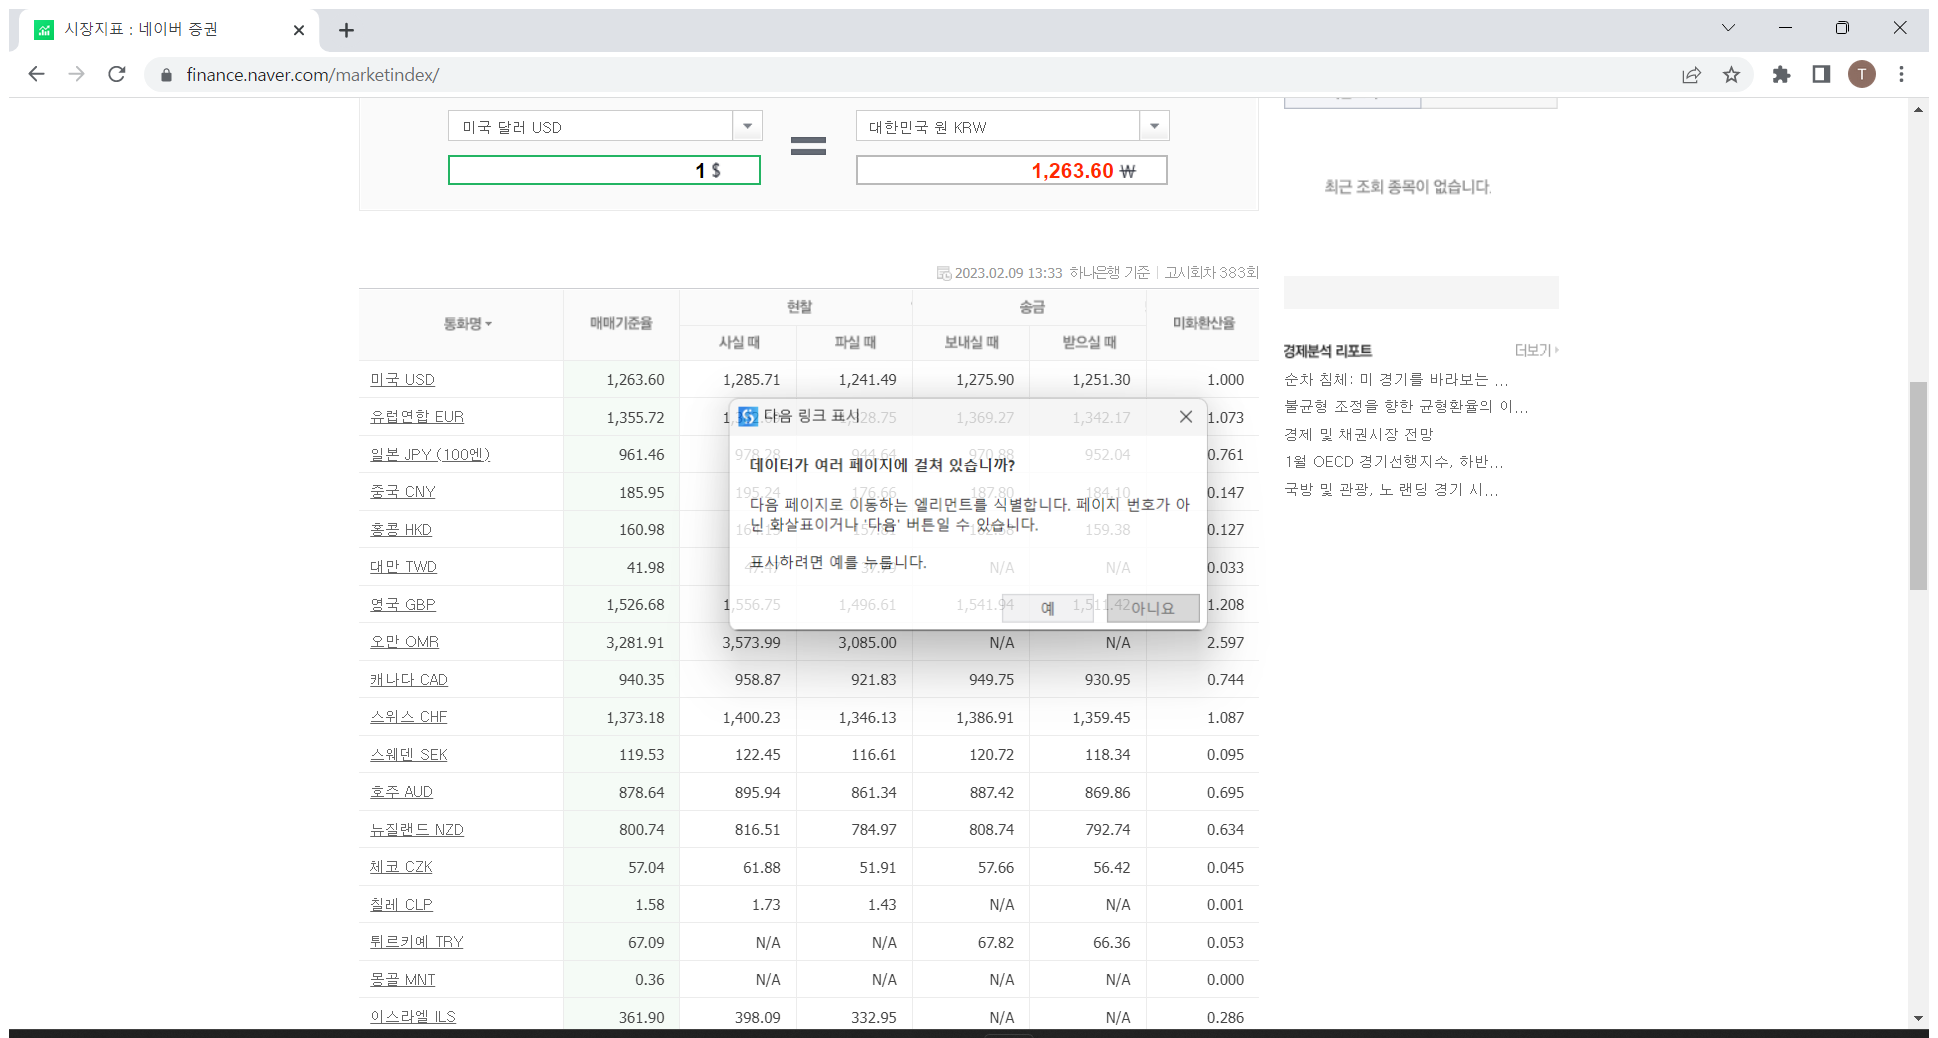 시장지표 : 네이버 증권
finance.naver.com/marketindex/
T
미국 달러 USD
대한민국 원 KRW
1 $
1,263.60 ₩
최근 조회 종목이 없습니다.
2023.02.09 13:33 하나은행 기준 고시회차 383회
통화명 매매기준율 현찰 송금 미화환산율
사실 때 파실 때 보내실 때 받으실 때
미국 USD 1,263.60 1,285.71 1,241.49 1,275.90 1,251.30 1.000
유럽연합 EUR 1,355.72 1,369.27 1,342.17 1.073
일본 JPY (100엔) 961.46 978.28 944.64 970.88 952.04 0.761
중국 CNY 185.95 195.24 176.66 187.80 184.10 0.147
홍콩 HKD 160.98 159.38 0.127
대만 TWD 41.98 N/A N/A 0.033
영국 GBP 1,526.68 1,556.75 1,496.61 1,541.94 1,511.42 1.208
오만 OMR 3,281.91 3,573.99 3,085.00 N/A N/A 2.597
캐나다 CAD 940.35 958.87 921.83 949.75 930.95 0.744
스위스 CHF 1,373.18 1,400.23 1,346.13 1,386.91 1,359.45 1.087
스웨덴 SEK 119.53 122.45 116.61 120.72 118.34 0.095
호주 AUD 878.64 895.94 861.34 887.42 869.86 0.695
뉴질랜드 NZD 800.74 816.51 784.97 808.74 792.74 0.634
체코 CZK 57.04 61.88 51.91 57.66 56.42 0.045
칠레 CLP 1.58 1.73 1.43 N/A N/A 0.001
튀르키예 TRY 67.09 N/A N/A 67.82 66.36 0.053
몽골 MNT 0.36 N/A N/A N/A N/A 0.000
이스라엘 ILS 361.90 398.09 332.95 N/A N/A 0.286
다음 링크 표시
데이터가 여러 페이지에 걸쳐 있습니까?
다음 페이지로 이동하는 엘리먼트를 식별합니다. 페이지 번호가 아
닌 화살표이거나 '다음' 버튼일 수 있습니다.
표시하려면 예를 누릅니다.
예 아니요
경제분석 리포트 더보기
순차 침체: 미 경기를 바라보는 ...
불균형 조정을 향한 균형환율의 이...
경제 및 채권시장 전망
1월 OECD 경기선행지수, 하반...
국방 및 관광, 노 랜딩 경기 시...